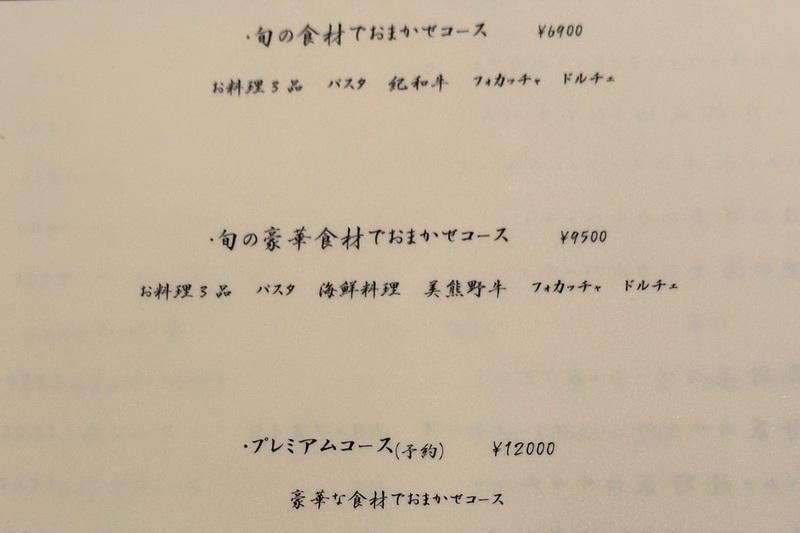 ・旬の食材でおまかせコース ¥6900
お料理3品 パスタ 紀和牛 フォカッチャ ドルチェ
・旬の豪華食材でおまかせコース ¥9500
お料理3品 パスタ 海鮮料理 美熊野牛 フォカッチャ ドルチェ
・プレミアムコース(予約) ¥12000
豪華な食材でおまかせコース